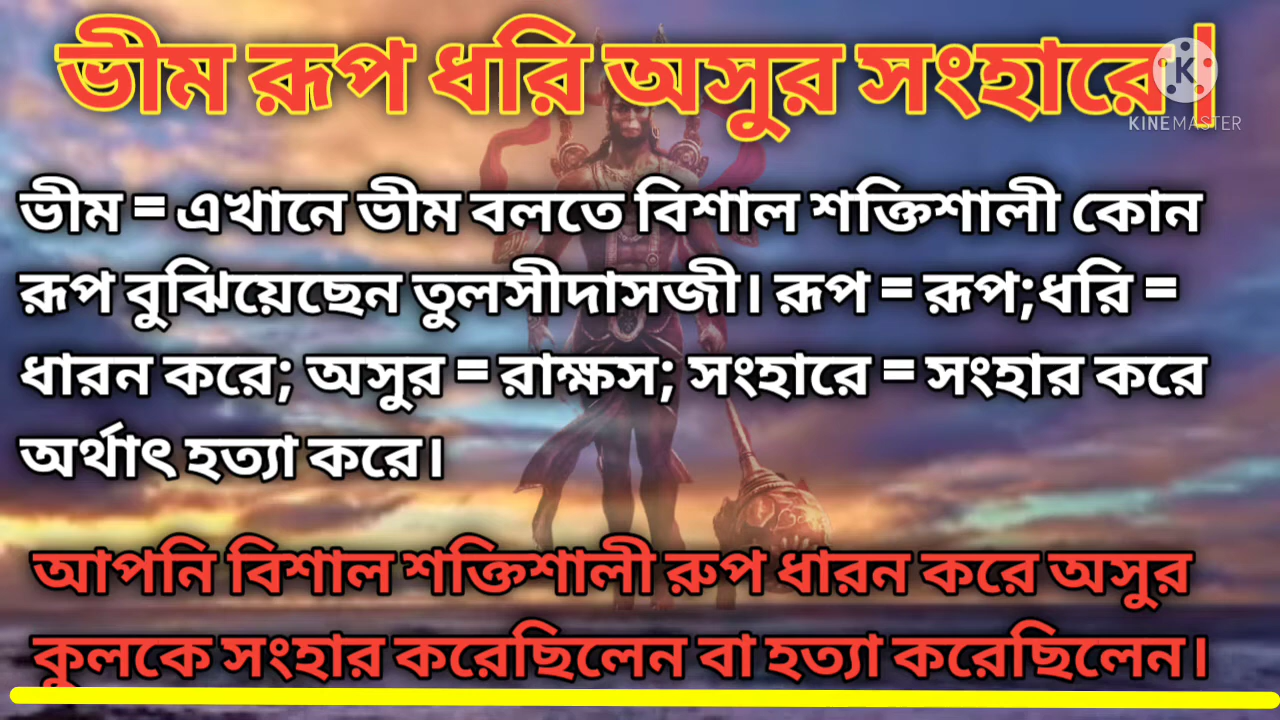 ভীম রূপ ধরি অসুর সংহারে|
KINEMASTER
ভীম = এখানে ভীম বলতে বিশাল শক্তিশালী কোন
রূপ বুঝিয়েছেন তুলসীদাসজী। রূপ = রূপ;ধরি =
ধারন করে; অসুর = রাক্ষস; সংহারে = সংহার করে
অর্থাৎ হত্যা করে।
আপনি বিশাল শক্তিশালী রুপ ধারন করে অসুর
কুলকে সংহার করেছিলেন বা হত্যা করেছিলেন।